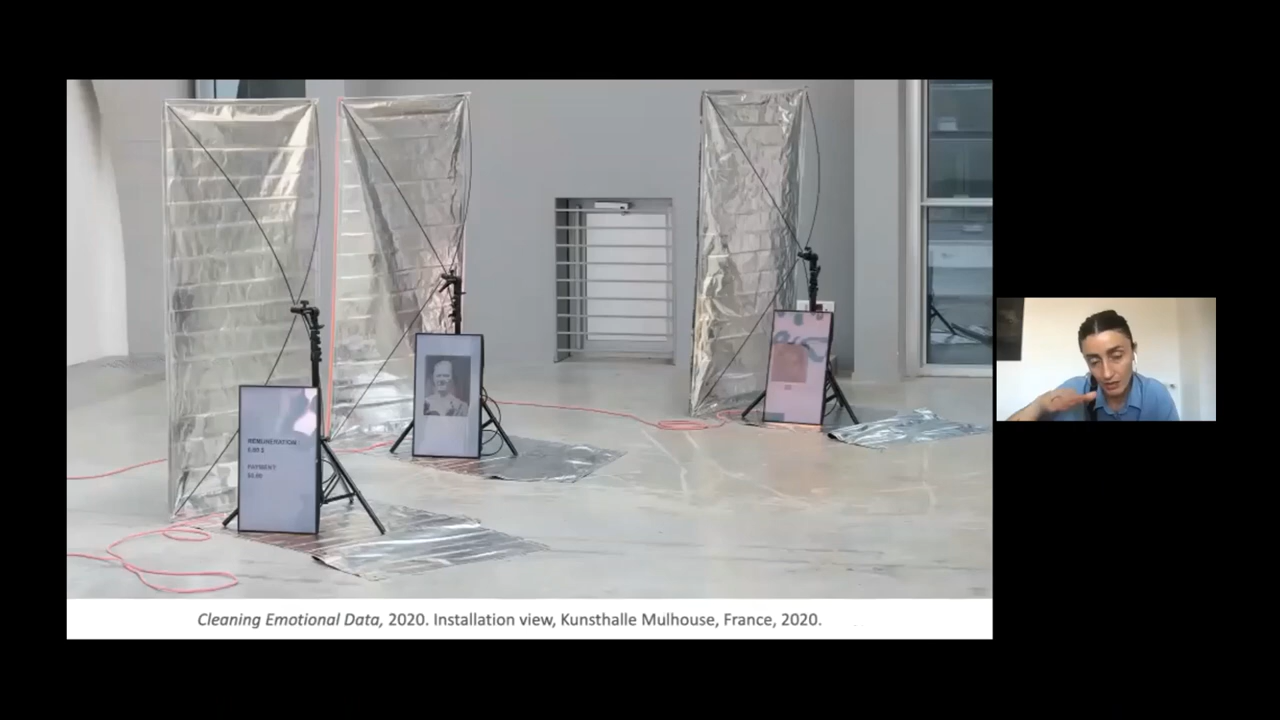 REMUNERATION
PAYMENT
Cleaning Emotional Data, 2020. Installation view, Kunsthalle Mulhouse, France, 2020.